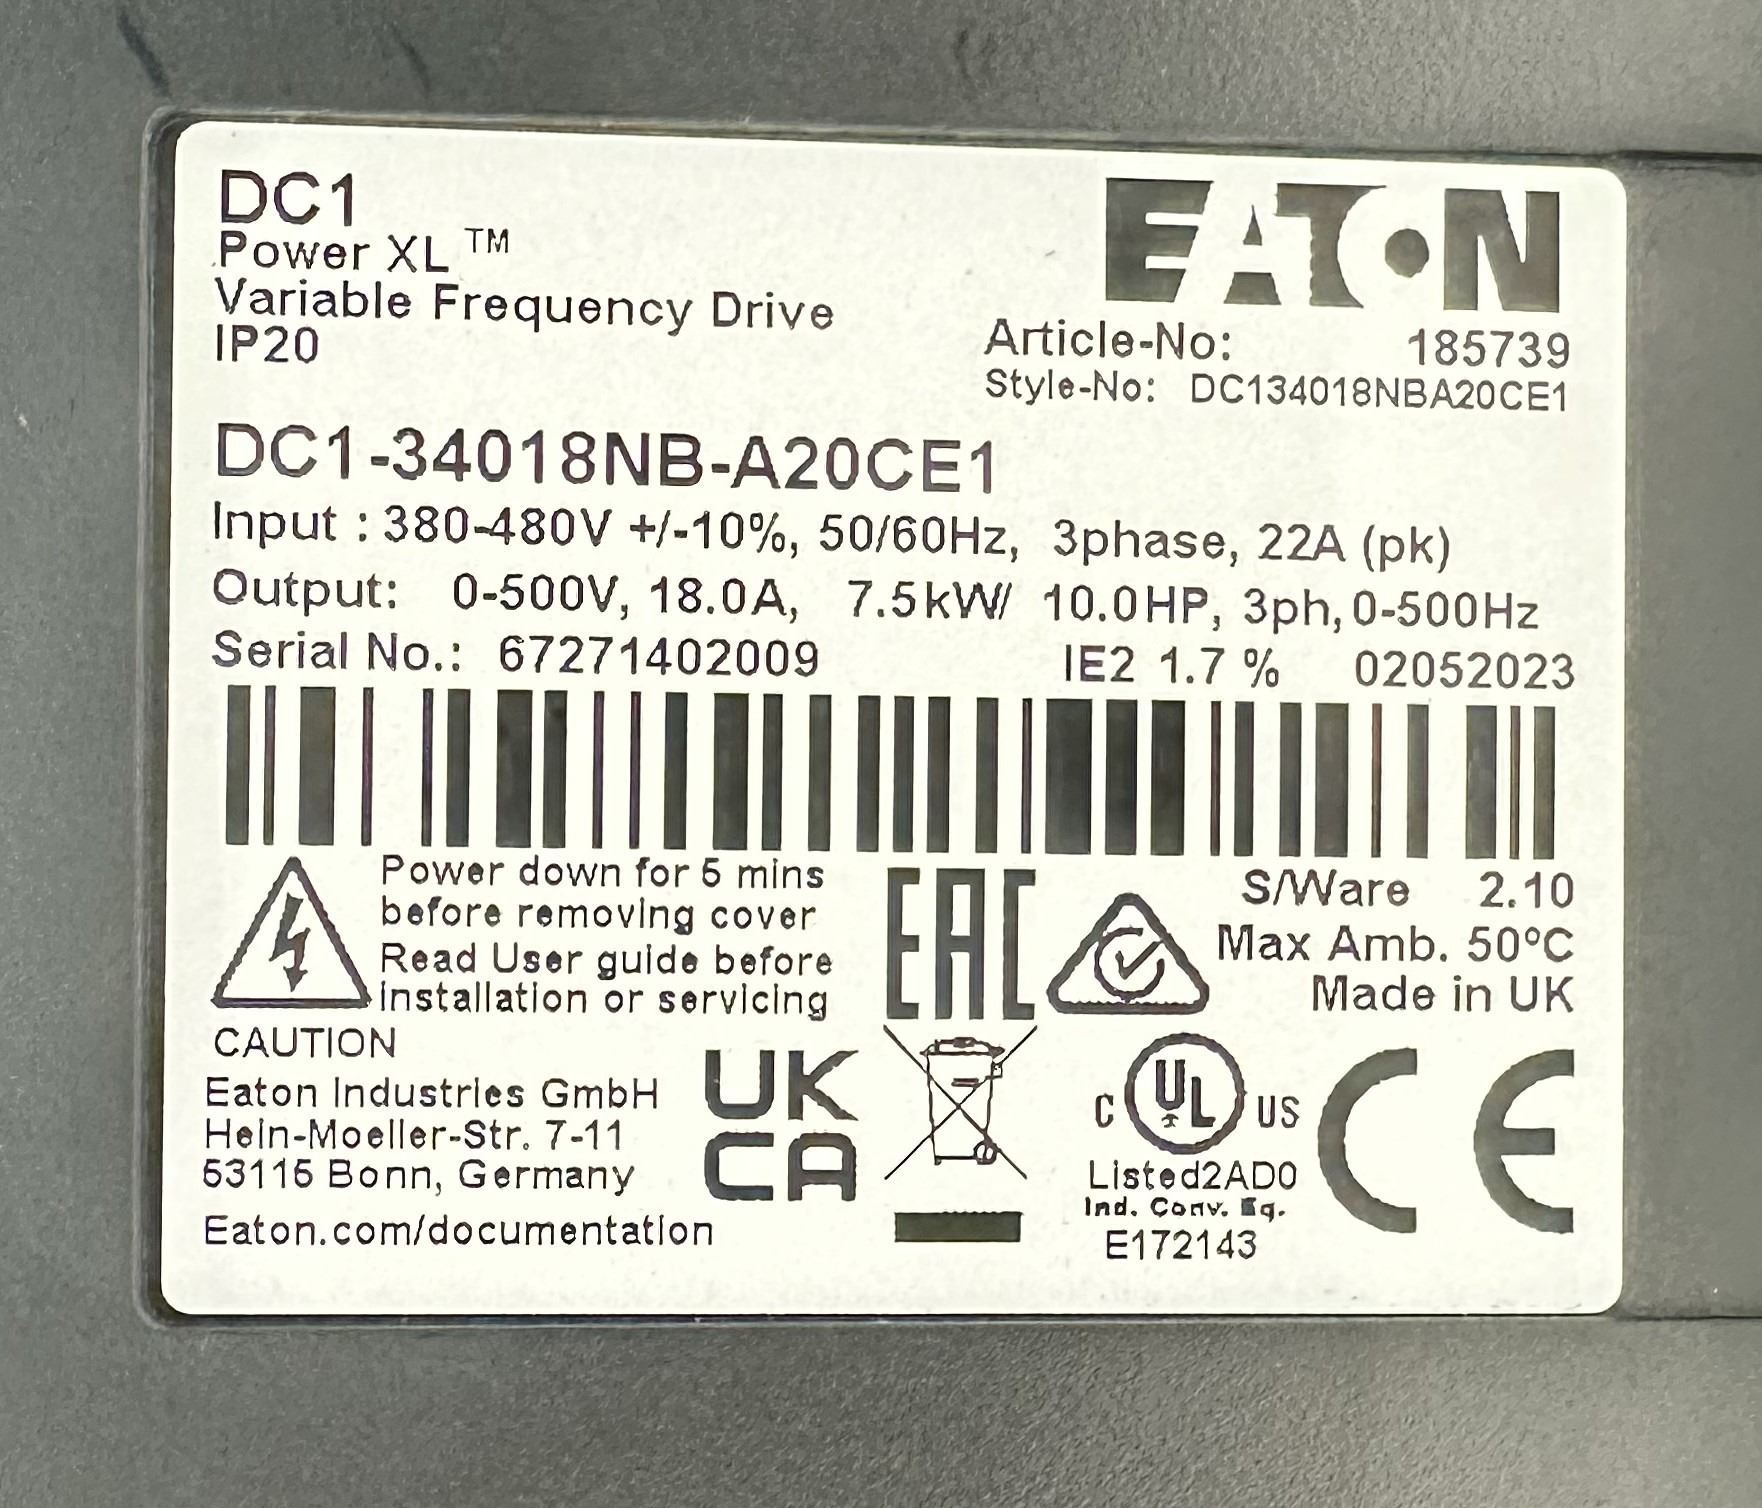 DC1
Power XL™
Variable Frequency Drive
IP20
EATON
Article-No: 185739
Style-No: DC134018NBA20CE1
DC1-34018NB-A20CE1
Input : 380-480V +/-10%, 50/60Hz, 3phase, 22A (pk)
Output: 0-500V, 18.0A, 7.5kW/ 10.0HP, 3ph, 0-500Hz
Serial No.: 67271402009
IE2 1.7 % 02052023
Power down for 5 mins
before removing cover
Read User guide before
installation or servicing
CAUTION
EAC
S/Ware 2.10
Max Amb. 50°C
Made in UK
Eaton Industries GmbH
Hein-Moeller-Str. 7-11
53115 Bonn, Germany
Eaton.com/documentation
UK
CA
C UL US
Listed2AD0
Ind. Conv. Eq.
E172143
CE